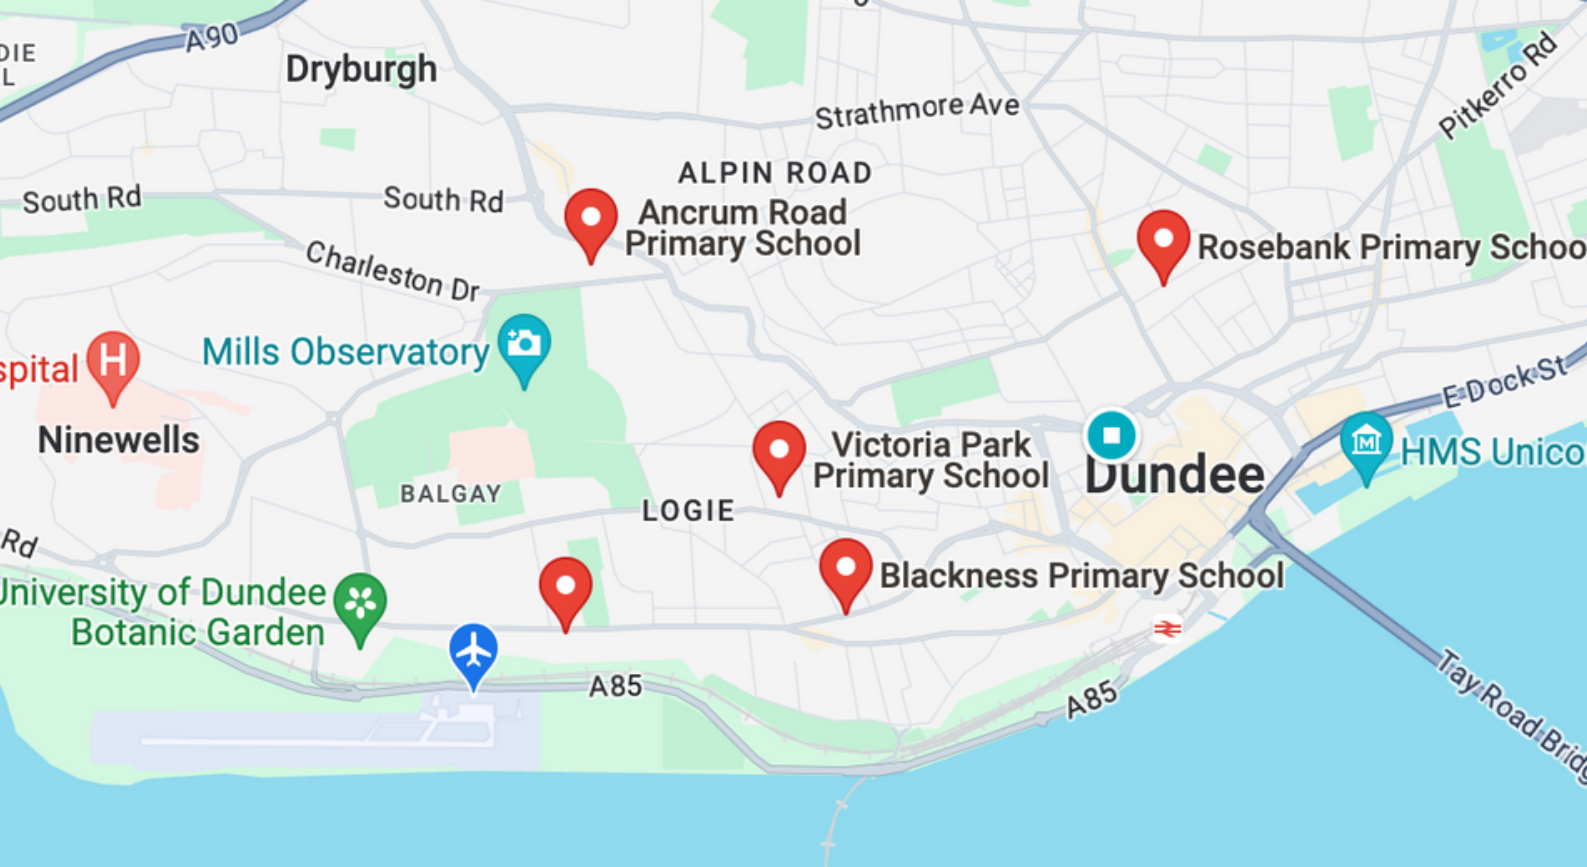 A90
DIE
L
Dryburgh
Strathmore Ave
Pitkerro Rd
ALPIN ROAD
South Rd
South Rd
Ancrum Road
Primary School
Rosebank Primary Schoo
Charleston Dr
Mills Observatory
H
spital
Ninewells
E Dock St
Victoria Park
Primary School
Dundee
M
HMS Unico
BALGAY
LOGIE
Rd
Blackness Primary School
University of Dundee
Botanic Garden
A85
A85
Tay Road Bridg